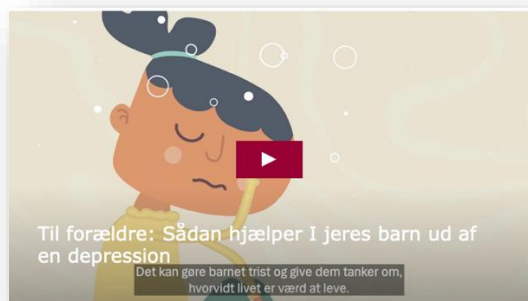 Til forældre: Sådan hjælper I jeres barn ud af
en depression
Det kan gøre barnet trist og give dem tanker om,
hvorvidt livet er værd at leve.